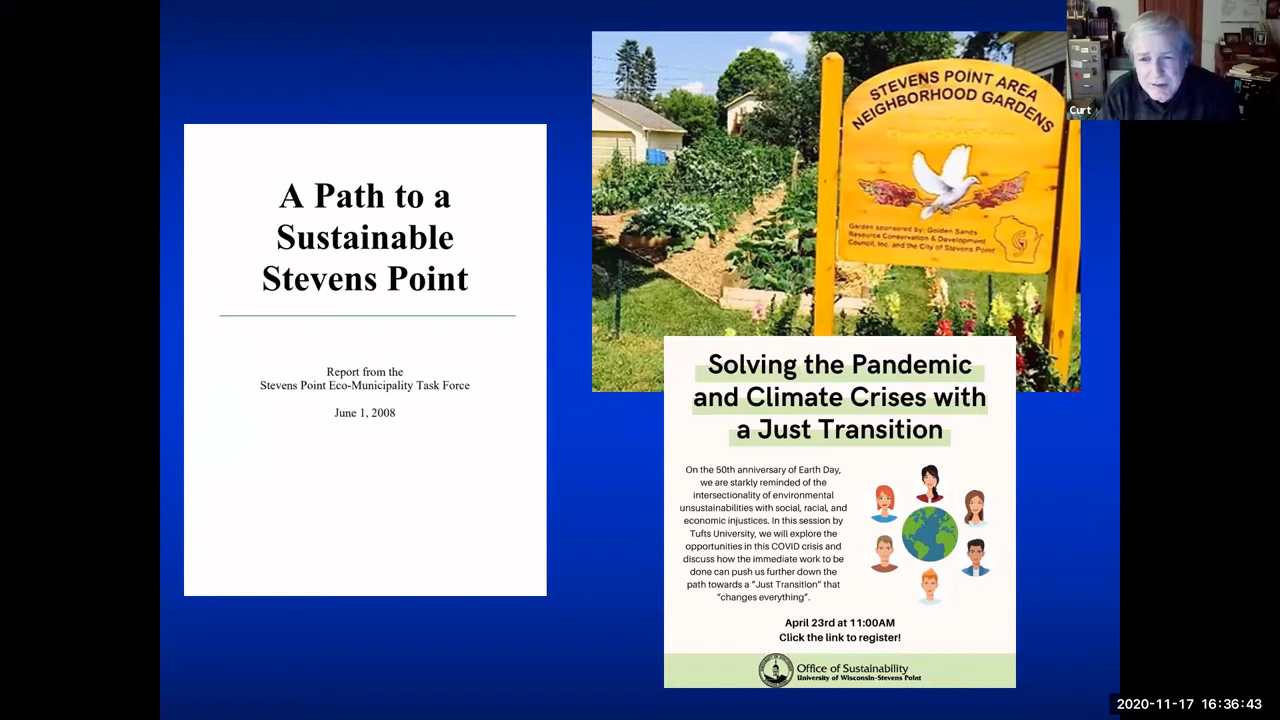 A Path to a
Sustainable
Stevens Point
Report from the
Stevens Point Eco-Municipality Task Force
June 1, 2008
STEVENS POINT AREA
NEIGHBORHOOD GARDENS
Garden sponsored by: Golden Sands
Resource Conservation & Development
Council, Inc. and the City of Stevens Point
Curt
Solving the Pandemic
and Climate Crises with
a Just Transition
On the 50th anniversary of Earth Day,
we are starkly reminded of the
intersectionality of environmental
unsustainabilities with social, racial, and
economic injustices. In this session by
Tufts University, we will explore the
opportunities in this COVID crisis and
discuss how the immediate work to be
done can push us further down the
path towards a “Just Transition” that
“changes everything”.
April 23rd at 11:00AM
Click the link to register!
Office of Sustainability
University of Wisconsin-Stevens Point
2020-11-17 16:36:43